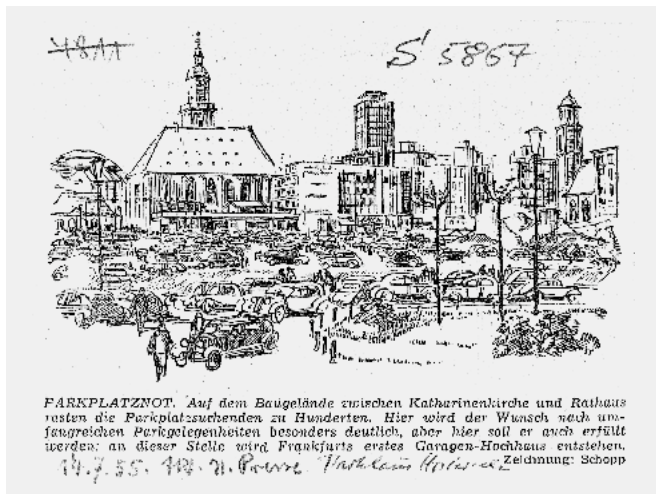 4811
S 5867
PARKPLATZNOT. Auf dem Baugelände zwischen Katharinenkirche und Rathaus
rasten die Parkplatzsuchenden zu Hunderten. Hier wird der Wunsch nach um-
fangreichen Parkgelegenheiten besonders deutlich, aber hier soll er auch erfüllt
werden: an dieser Stelle wird Frankfurts erstes Garagen-Hochhaus entstehen.
Zeichnung: Schopp
14.7.55. N. Presse